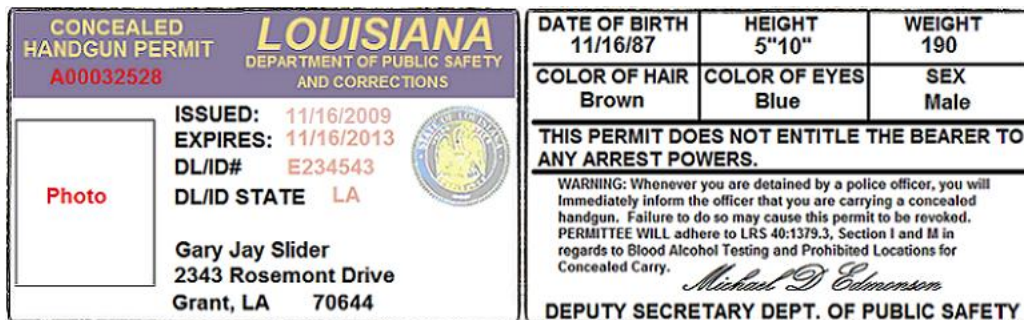 CONCEALED
HANDGUN PERMIT
A00032528
LOUISIANA
DEPARTMENT OF PUBLIC SAFETY
AND CORRECTIONS
Photo
ISSUED: 11/16/2009
EXPIRES: 11/16/2013
DL/ID# E234543
DL/ID STATE LA
Gary Jay Slider
2343 Rosemont Drive
Grant, LA 70644
DATE OF BIRTH HEIGHT WEIGHT
11/16/87 5"10" 190
COLOR OF HAIR COLOR OF EYES SEX
Brown Blue Male
THIS PERMIT DOES NOT ENTITLE THE BEARER TO
ANY ARREST POWERS.
WARNING: Whenever you are detained by a police officer, you will
Immediately inform the officer that you are carrying a concealed
handgun. Failure to do so may cause this permit to be revoked.
PERMITTEE WILL adhere to LRS 40:1379.3, Section I and M in
regards to Blood Alcohol Testing and Prohibited Locations for
Concealed Carry.
Michael D Edmonson
DEPUTY SECRETARY DEPT. OF PUBLIC SAFETY